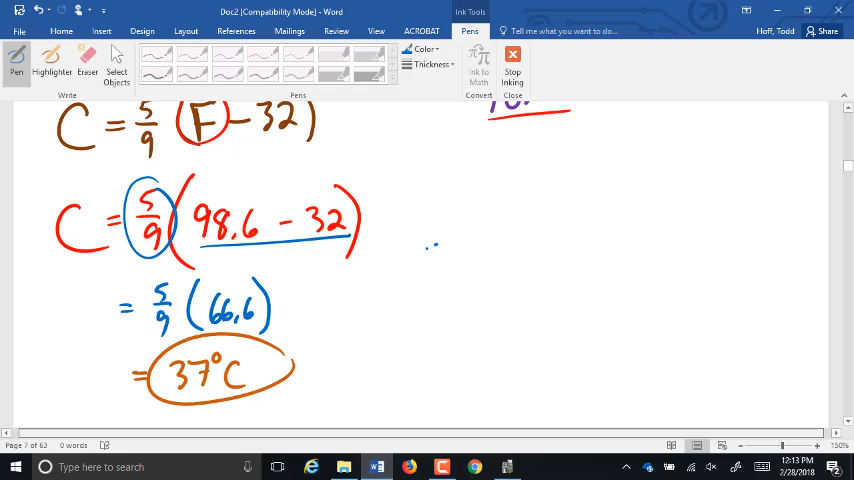 Doc2 [Compatibility Mode] - Word
Ink Tools
File
Home
Insert
Design
Layout
References
Mailings
Review
View
ACROBAT
Pens
Tell me what you want to do...
Hoff, Todd
Share
Pen
Highlighter
Eraser
Select Objects
Color
Thickness
Ink to Math
Stop Inking
Write
Pens
Convert
Close
C = 5/9 (F - 32)
C = 5/9 (98.6 - 32)
= 5/9 (66.6)
= 37°C
Page 7 of 63
0 words
150%
Type here to search
12:13 PM
2/28/2018
2